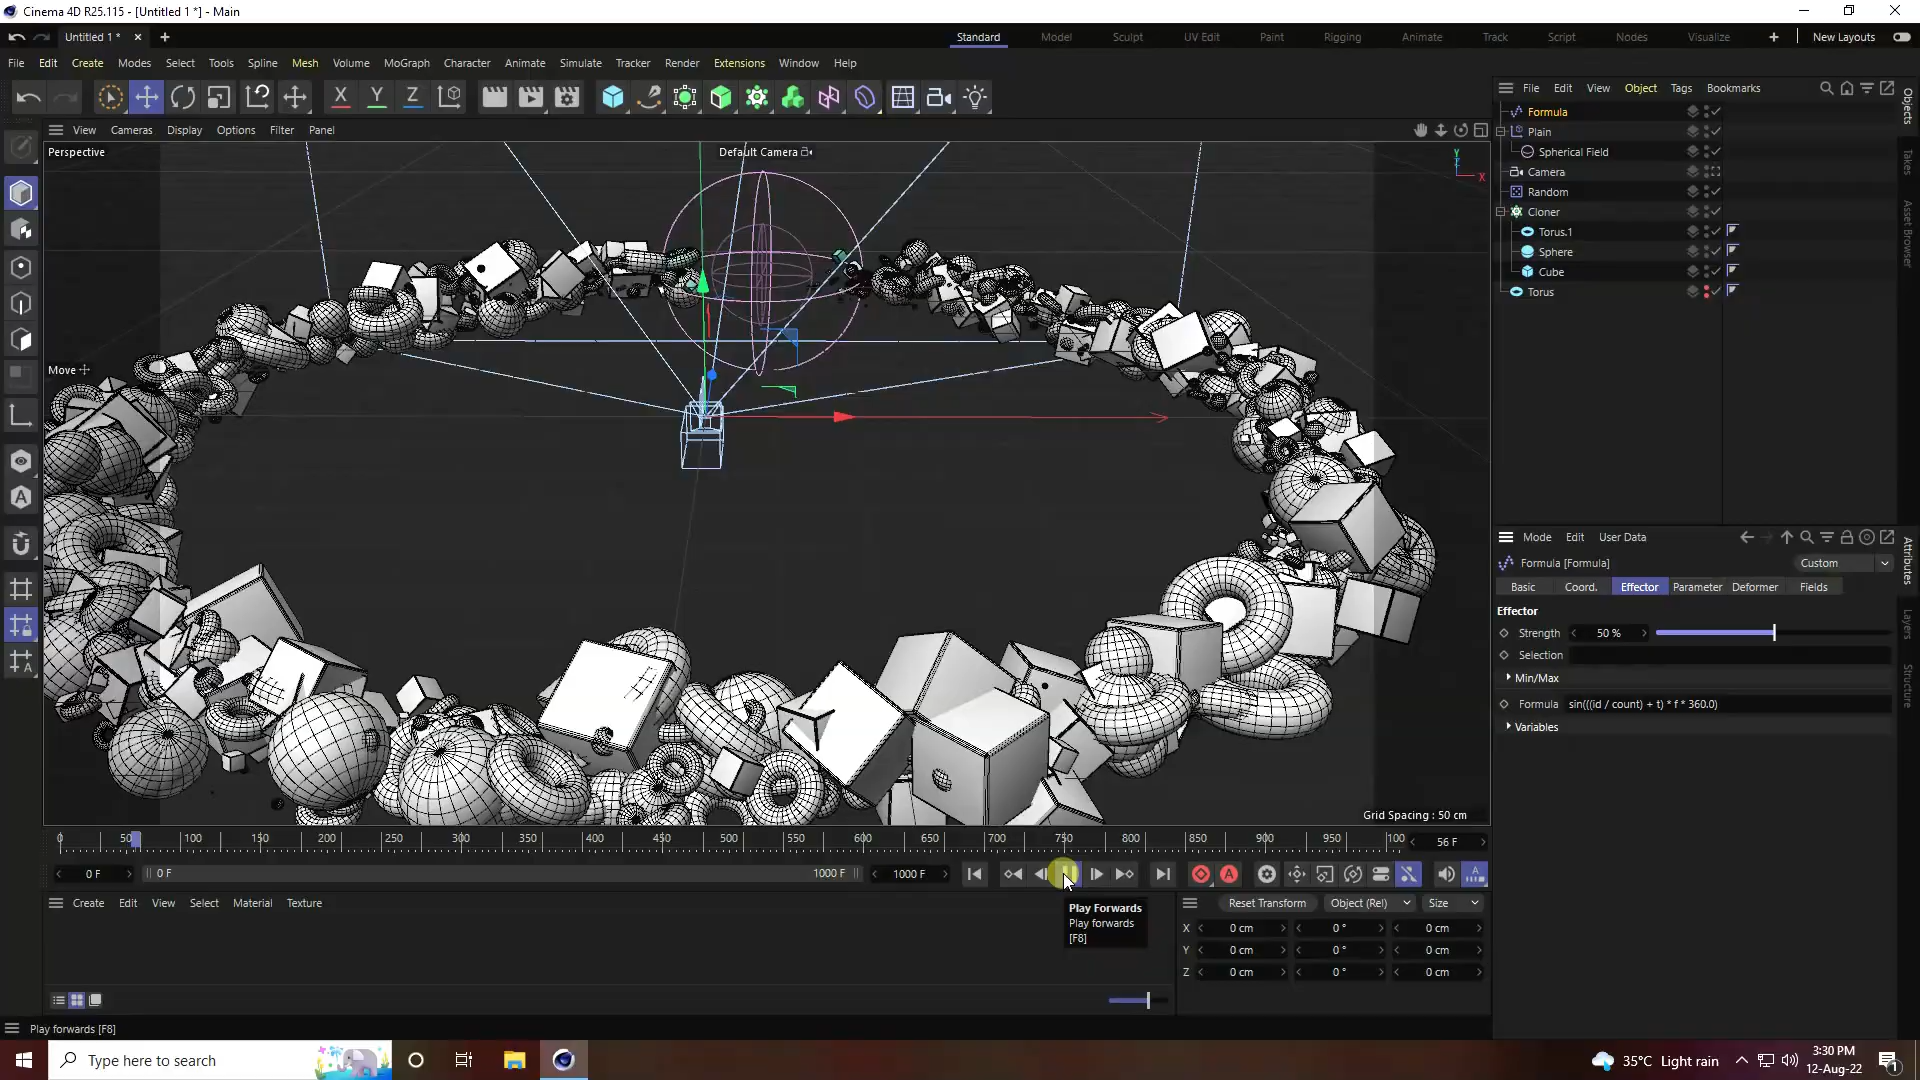 Cinema 4D R25.115 - [Untitled 1 *] - Main
Untitled 1 *
Standard Model Sculpt UV Edit Paint Rigging Animate Track Script Nodes Visualize New Layouts
File Edit Create Modes Select Tools Spline Mesh Volume MoGraph Character Animate Simulate Tracker Render Extensions Window Help
X Y Z
File Edit View Object Tags Bookmarks
View Cameras Display Options Filter Panel
Perspective
Default Camera
Y
Z
X
Move
Formula
Plain
Spherical Field
Camera
Random
Cloner
Torus.1
Sphere
Cube
Torus
Objects
Takes
Asset Browser
Mode Edit User Data
Formula [Formula]
Custom
Basic Coord. Effector Parameter Deformer Fields
Effector
Strength 50 %
Selection
Min/Max
Formula sin(((id / count) + t) * f * 360.0)
Variables
Attributes
Layers
Structure
Grid Spacing : 50 cm
0 50 100 150 200 250 300 350 400 450 500 550 600 650 700 750 800 850 900 950 100 56 F
0 F 0 F 1000 F 1000 F
Play Forwards
Play forwards
[F8]
Create Edit View Select Material Texture
Reset Transform Object (Rel) Size
X 0 cm 0 ° 0 cm
Y 0 cm 0 ° 0 cm
Z 0 cm 0 ° 0 cm
Play forwards [F8]
Type here to search
35°C Light rain
3:30 PM
12-Aug-22
1